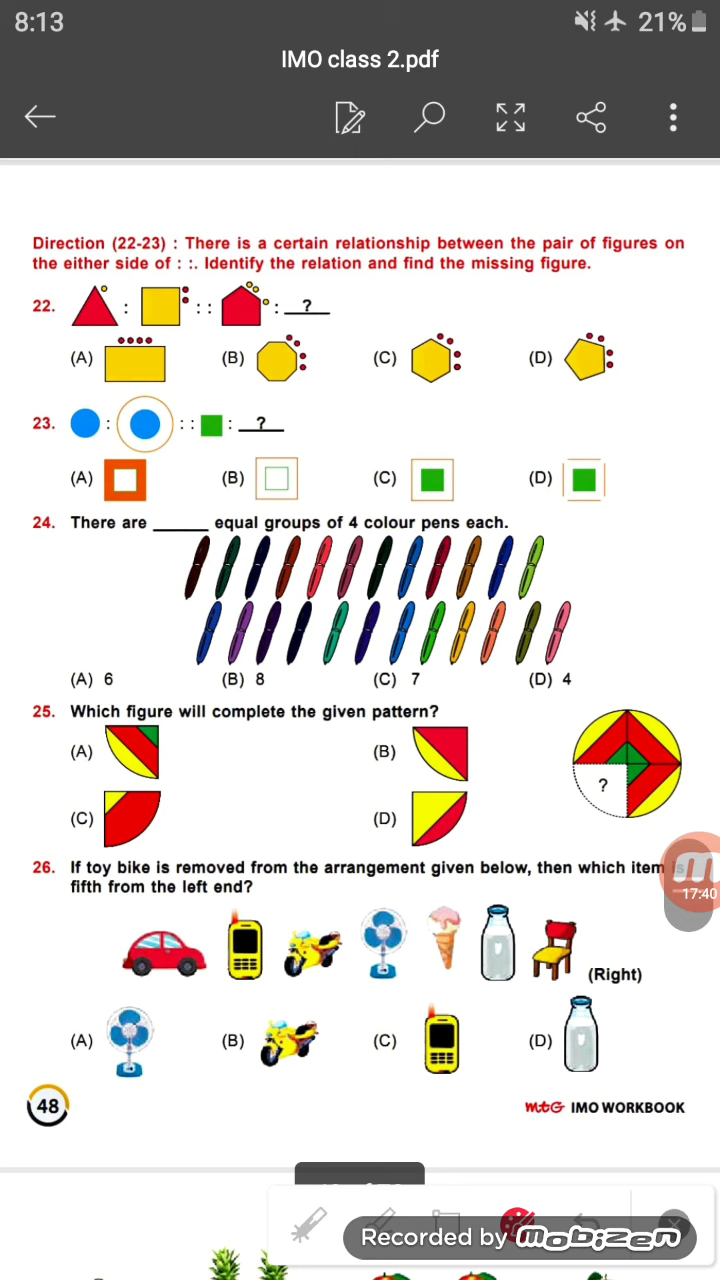 8:13
21%
IMO class 2.pdf
Direction (22-23) : There is a certain relationship between the pair of figures on
the either side of : :. Identify the relation and find the missing figure.
22. : : : : ?
(A) (B) (C) (D)
23. : : : : ?
(A) (B) (C) (D)
24. There are ______ equal groups of 4 colour pens each.
(A) 6 (B) 8 (C) 7 (D) 4
25. Which figure will complete the given pattern?
(A) (B)
?
(C) (D)
26. If toy bike is removed from the arrangement given below, then which item is
fifth from the left end?
17:40
(Right)
(A) (B) (C) (D)
48
mtG IMO WORKBOOK
Recorded by mobizen